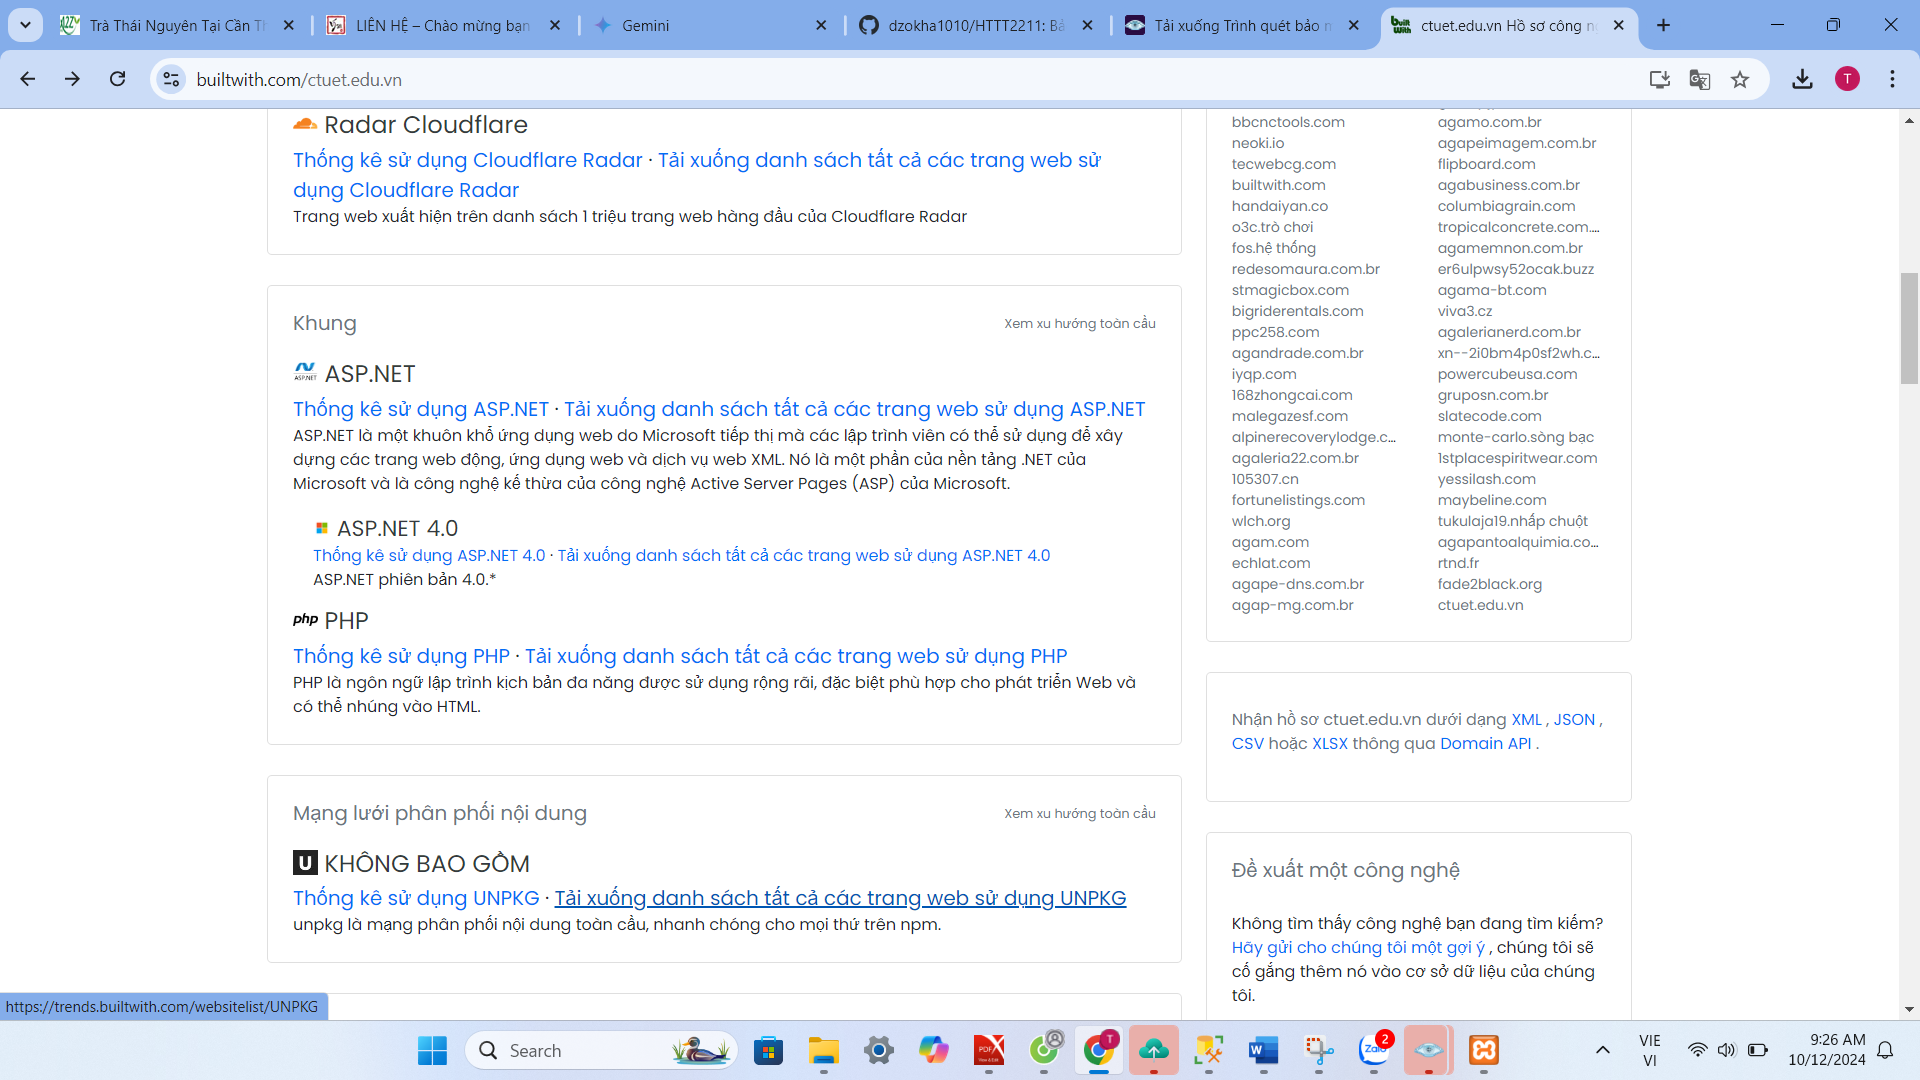 Trà Thái Nguyên Tại Cần Th
LIÊN HỆ – Chào mừng bạn
Gemini
dzokha1010/HTTT2211: Bả
Tải xuống Trình quét bảo m
ctuet.edu.vn Hồ sơ công n
builtwith.com/ctuet.edu.vn
T
Radar Cloudflare
Thống kê sử dụng Cloudflare Radar · Tải xuống danh sách tất cả các trang web sử
dụng Cloudflare Radar
Trang web xuất hiện trên danh sách 1 triệu trang web hàng đầu của Cloudflare Radar
Khung
Xem xu hướng toàn cầu
ASP.NET
ASP.NET
Thống kê sử dụng ASP.NET · Tải xuống danh sách tất cả các trang web sử dụng ASP.NET
ASP.NET là một khuôn khổ ứng dụng web do Microsoft tiếp thị mà các lập trình viên có thể sử dụng để xây
dựng các trang web động, ứng dụng web và dịch vụ web XML. Nó là một phần của nền tảng .NET của
Microsoft và là công nghệ kế thừa của công nghệ Active Server Pages (ASP) của Microsoft.
ASP.NET 4.0
Thống kê sử dụng ASP.NET 4.0 · Tải xuống danh sách tất cả các trang web sử dụng ASP.NET 4.0
ASP.NET phiên bản 4.0.*
php PHP
Thống kê sử dụng PHP · Tải xuống danh sách tất cả các trang web sử dụng PHP
PHP là ngôn ngữ lập trình kịch bản đa năng được sử dụng rộng rãi, đặc biệt phù hợp cho phát triển Web và
có thể nhúng vào HTML.
Mạng lưới phân phối nội dung
Xem xu hướng toàn cầu
U KHÔNG BAO GỒM
Thống kê sử dụng UNPKG · Tải xuống danh sách tất cả các trang web sử dụng UNPKG
unpkg là mạng phân phối nội dung toàn cầu, nhanh chóng cho mọi thứ trên npm.
bbcnctools.com
neoki.io
tecwebcg.com
builtwith.com
handaiyan.co
o3c.trò chơi
fos.hệ thống
redesomaura.com.br
stmagicbox.com
bigriderentals.com
ppc258.com
agandrade.com.br
iyqp.com
168zhongcai.com
malegazesf.com
alpinerecoverylodge.c...
agaleria22.com.br
105307.cn
fortunelistings.com
wlch.org
agam.com
echlat.com
agape-dns.com.br
agap-mg.com.br
agamo.com.br
agapeimagem.com.br
flipboard.com
agabusiness.com.br
columbiagrain.com
tropicalconcrete.com....
agamemnon.com.br
er6ulpwsy52ocak.buzz
agama-bt.com
viva3.cz
agalerianerd.com.br
xn--2i0bm4p0sf2wh.c...
powercubeusa.com
gruposn.com.br
slatecode.com
monte-carlo.sòng bạc
1stplacespiritwear.com
yessilash.com
maybeline.com
tukulaja19.nhấp chuột
agapantoalquimia.co...
rtnd.fr
fade2black.org
ctuet.edu.vn
Nhận hồ sơ ctuet.edu.vn dưới dạng XML , JSON ,
CSV hoặc XLSX thông qua Domain API .
Đề xuất một công nghệ
Không tìm thấy công nghệ bạn đang tìm kiếm?
Hãy gửi cho chúng tôi một gợi ý , chúng tôi sẽ
cố gắng thêm nó vào cơ sở dữ liệu của chúng
tôi.
https://trends.builtwith.com/websitelist/UNPKG
Search
PDF
T
W
Zalo
2
VIE
VI
9:26 AM
10/12/2024